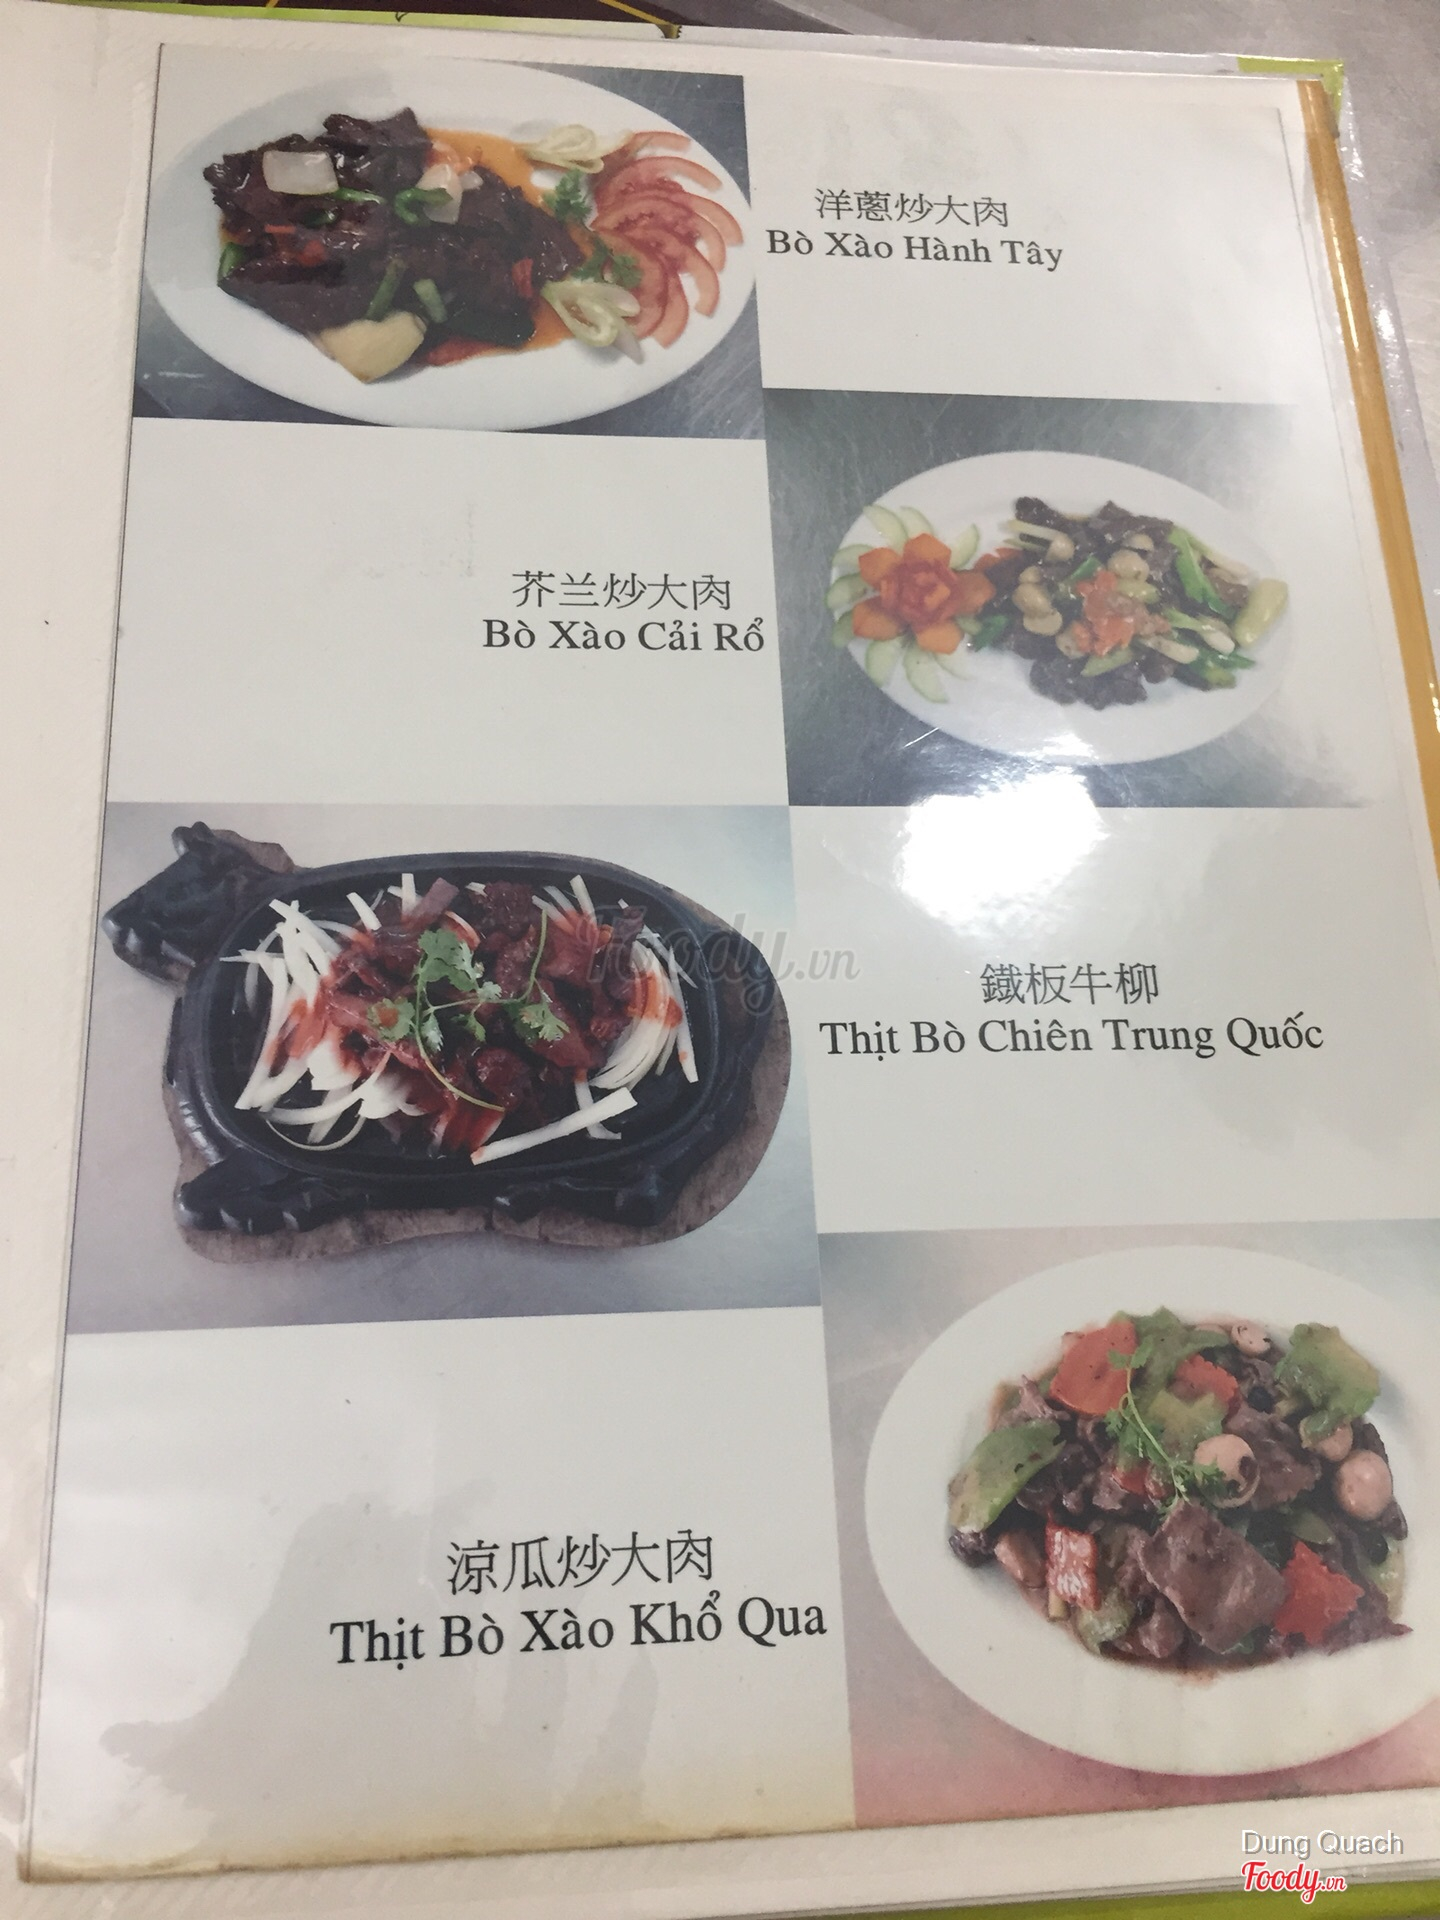 洋蔥炒大肉
Bò Xào Hành Tây
芥兰炒大肉
Bò Xào Cải Rổ
Foody.vn
鐵板牛柳
Thịt Bò Chiên Trung Quốc
涼瓜炒大肉
Thịt Bò Xào Khổ Qua
Dung Quach
Foody.vn